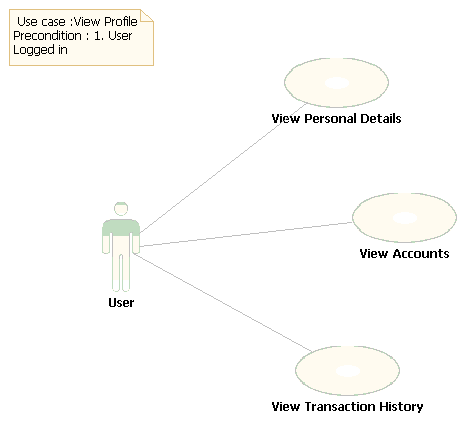 Use case :View Profile
Precondition : 1. User
Logged in
View Personal Details
View Accounts
User
View Transaction History